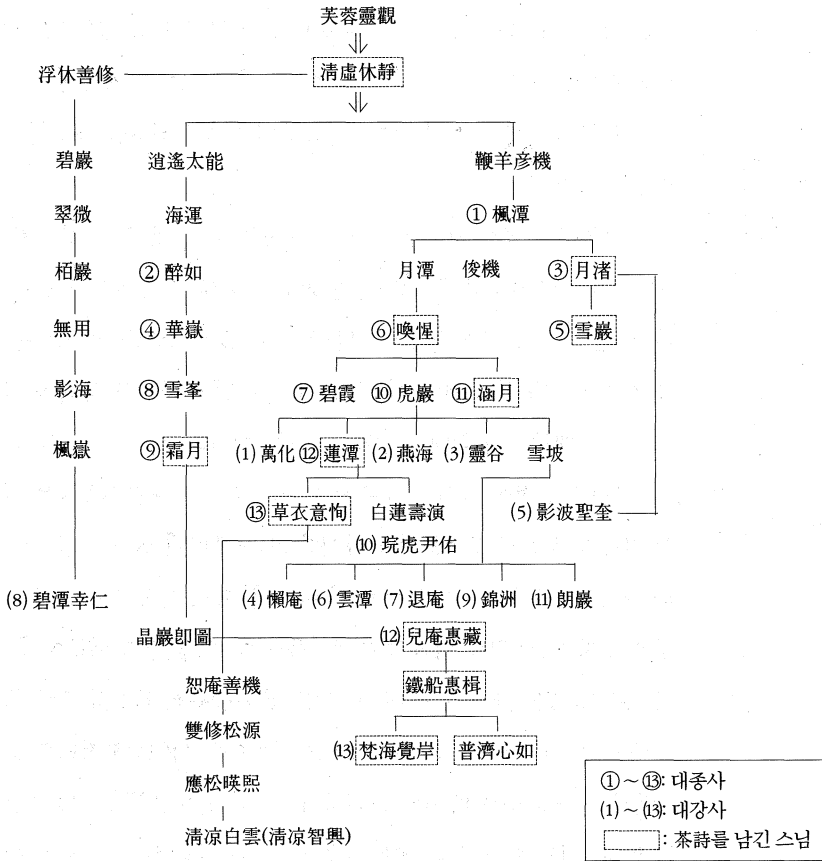 芙蓉靈觀
浮休善修 淸虛休靜
碧巖 逍遙太能 鞭羊彦機
翠微 海運 ① 楓潭
栢巖 ② 醉如 月潭 俊機 ③ 月渚
無用 ④ 華嶽 ⑥ 喚惺 ⑤ 雪巖
影海 ⑧ 雪峯 ⑦ 碧霞 ⑩ 虎巖 ⑪ 涵月
楓嶽 ⑨ 霜月 (1) 萬化 ⑫ 蓮潭 (2) 燕海 (3) 靈谷 雪坡
⑬ 草衣意恂 白蓮壽演 (5) 影波聖奎
(10) 琓虎尹佑
(8) 碧潭幸仁 (4) 懶庵 (6) 雲潭 (7) 退庵 (9) 錦洲 (11) 朗巖
晶巖卽圖 (12) 兒庵惠藏
恕庵善機 鐵船惠楫
雙修松源
(13) 梵海覺岸 普濟心如
應松暎熙
淸凉白雲(淸凉智興)
①～⑬: 대종사
(1)～(13): 대강사
: 茶詩를 남긴 스님